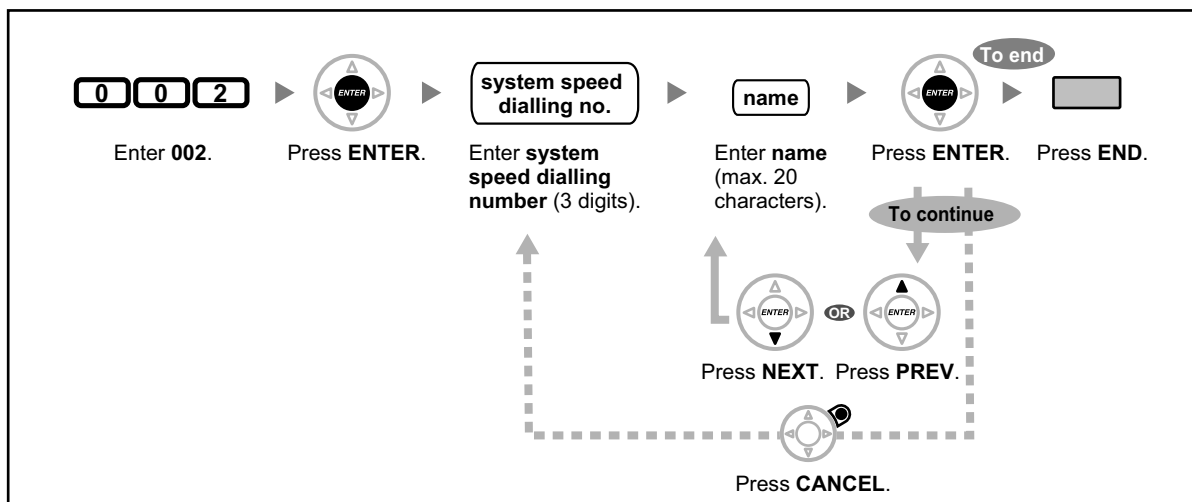 To end
0 0 2
ENTER
system speed
dialling no.
name
ENTER
Enter 002.
Press ENTER.
Enter system
speed dialling
number (3 digits).
Enter name
(max. 20
characters).
Press ENTER.
Press END.
To continue
ENTER
OR
ENTER
Press NEXT.
Press PREV.
Press CANCEL.